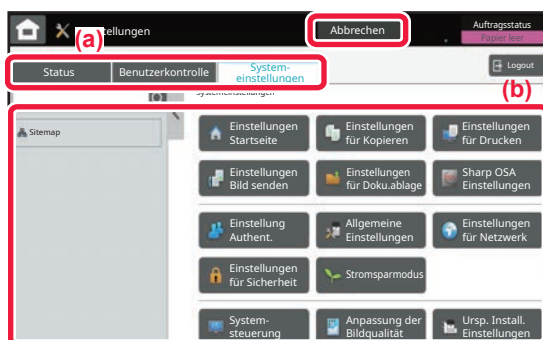 Auftragsstatus
Abbrechen
Papier leer
(a)
Status
Benutzerkontrolle
System-
einstellungen
Logout
(b)
Systemeinstellungen
Sitemap
Einstellungen
Startseite
Einstellungen
für Kopieren
Einstellungen
für Drucken
Einstellungen
Bild senden
Einstellungen
für Doku.ablage
Sharp OSA
Einstellungen
Einstellung
Authent.
Allgemeine
Einstellungen
Einstellungen
für Netzwerk
Einstellungen
für Sicherheit
Stromsparmodus
System-
steuerung
Anpassung der
Bildqualität
Ursp. Install.
Einstellungen